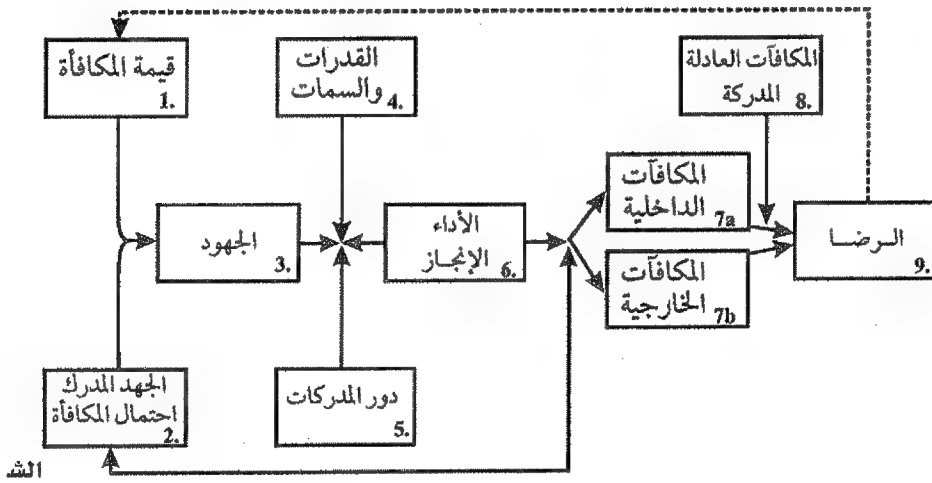 قيمة المكافأة
1.
القدرات
والسمات
4.
المكافآت العادلة
المدركة
8.
الجهود
3.
الأداء
الإنجاز
6.
المكافآت
الداخلية
7a
المكافآت
الخارجية
7b
الرضا
9.
الجهد المدرك
احتمال المكافأة
2.
دور المدركات
5.
الشـ